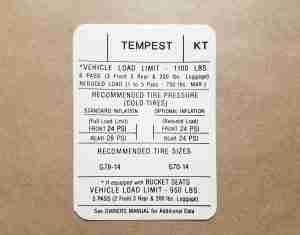 TEMPEST KT
*VEHICLE LOAD LIMIT - 1100 LBS.
6 PASS (3 Front 3 Rear & 200 lbs. Luggage)
REDUCED LOAD (1 to 5 Pass - 750 lbs. MAX.)
RECOMMENDED TIRE PRESSURE
(COLD TIRES)
STANDARD INFLATION OPTIONAL INFLATION
(Full Load Limit) (Reduced Load)
FRONT 24 PSI FRONT 24 PSI
REAR 28 PSI REAR 24 PSI
RECOMMENDED TIRE SIZES
G78-14 G70-14
* If equipped with BUCKET SEATS
VEHICLE LOAD LIMIT - 950 LBS.
5 PASS (2 Front 3 Rear & 200 lbs. Luggage)
See OWNERS MANUAL for Additional Data